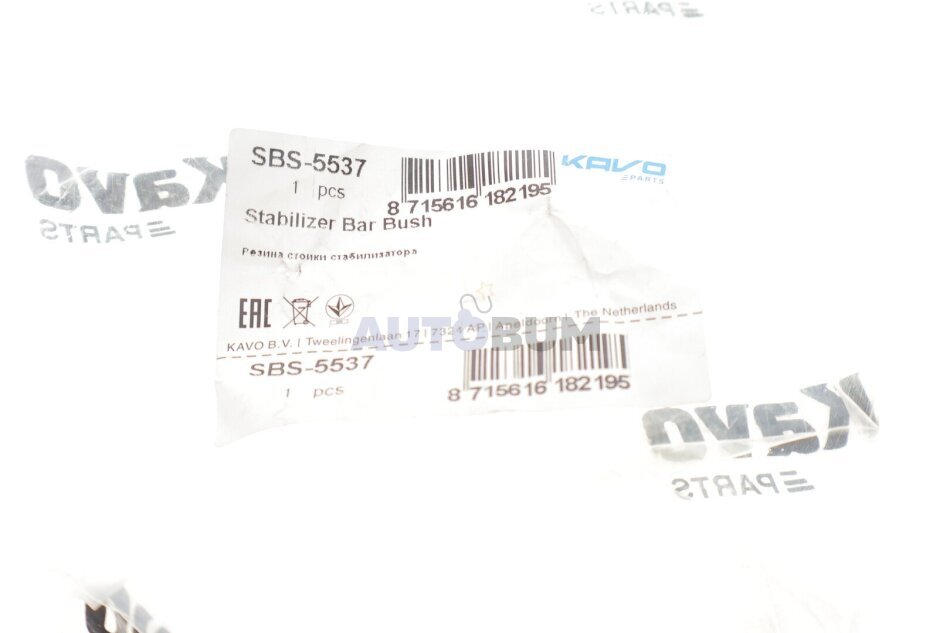 SBS-5537
1 pcs
8 715616 182195
KAVO
PARTS
Stabilizer Bar Bush
Резина стойки стабилизатора
EAC
AUTOBUM
KAVO B.V. | Tweelingenlaan 17 | 7324 AP | Apeldoorn | The Netherlands
SBS-5537
1 pcs
8 715616 182195
Kavo
PARTS
Kavo
PARTS
PARTS